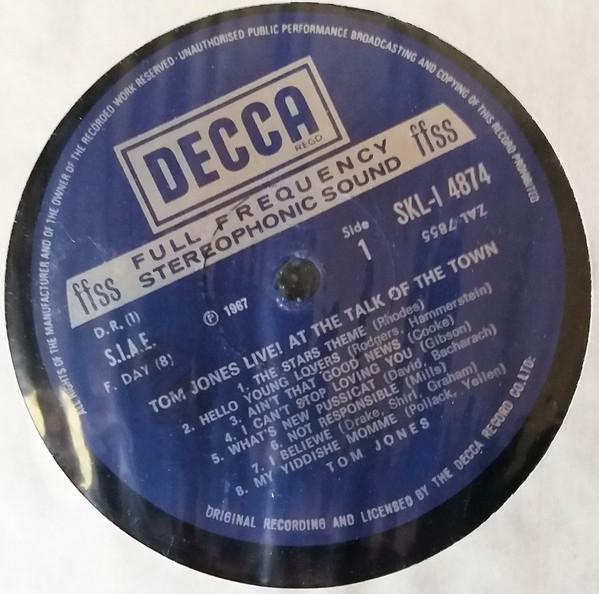 ALL RIGHTS OF THE MANUFACTURER AND OF THE OWNER OF THE RECORDED WORK RESERVED · UNAUTHORISED PUBLIC PERFORMANCE BROADCASTING AND COPYING OF THIS RECORD PROHIBITED
DECCA
REGD
ffss FULL FREQUENCY ffss
STEREOPHONIC SOUND
D.R. (1)
S.I.A.E.
F. DAY (8)
℗ 1967
Side
1
SKL-I 4874
ZAL-7855
TOM JONES LIVE! AT THE TALK OF THE TOWN
1. THE STARS THEME (Rhodes)
2. HELLO YOUNG LOVERS (Rodgers, Hammerstein)
3. AIN'T THAT GOOD NEWS (Cooke)
4. I CAN'T STOP LOVING YOU (Gibson)
5. WHAT'S NEW PUSSICAT (David, Bacharach)
6. NOT RESPONSIBLE (Mills)
7. I BELIEWE (Drake, Shirl, Graham)
8. MY YIDDISHE MOMME (Pollack, Yellen)
TOM JONES
ORIGINAL RECORDING AND LICENSED BY THE DECCA RECORD CO. LTD: